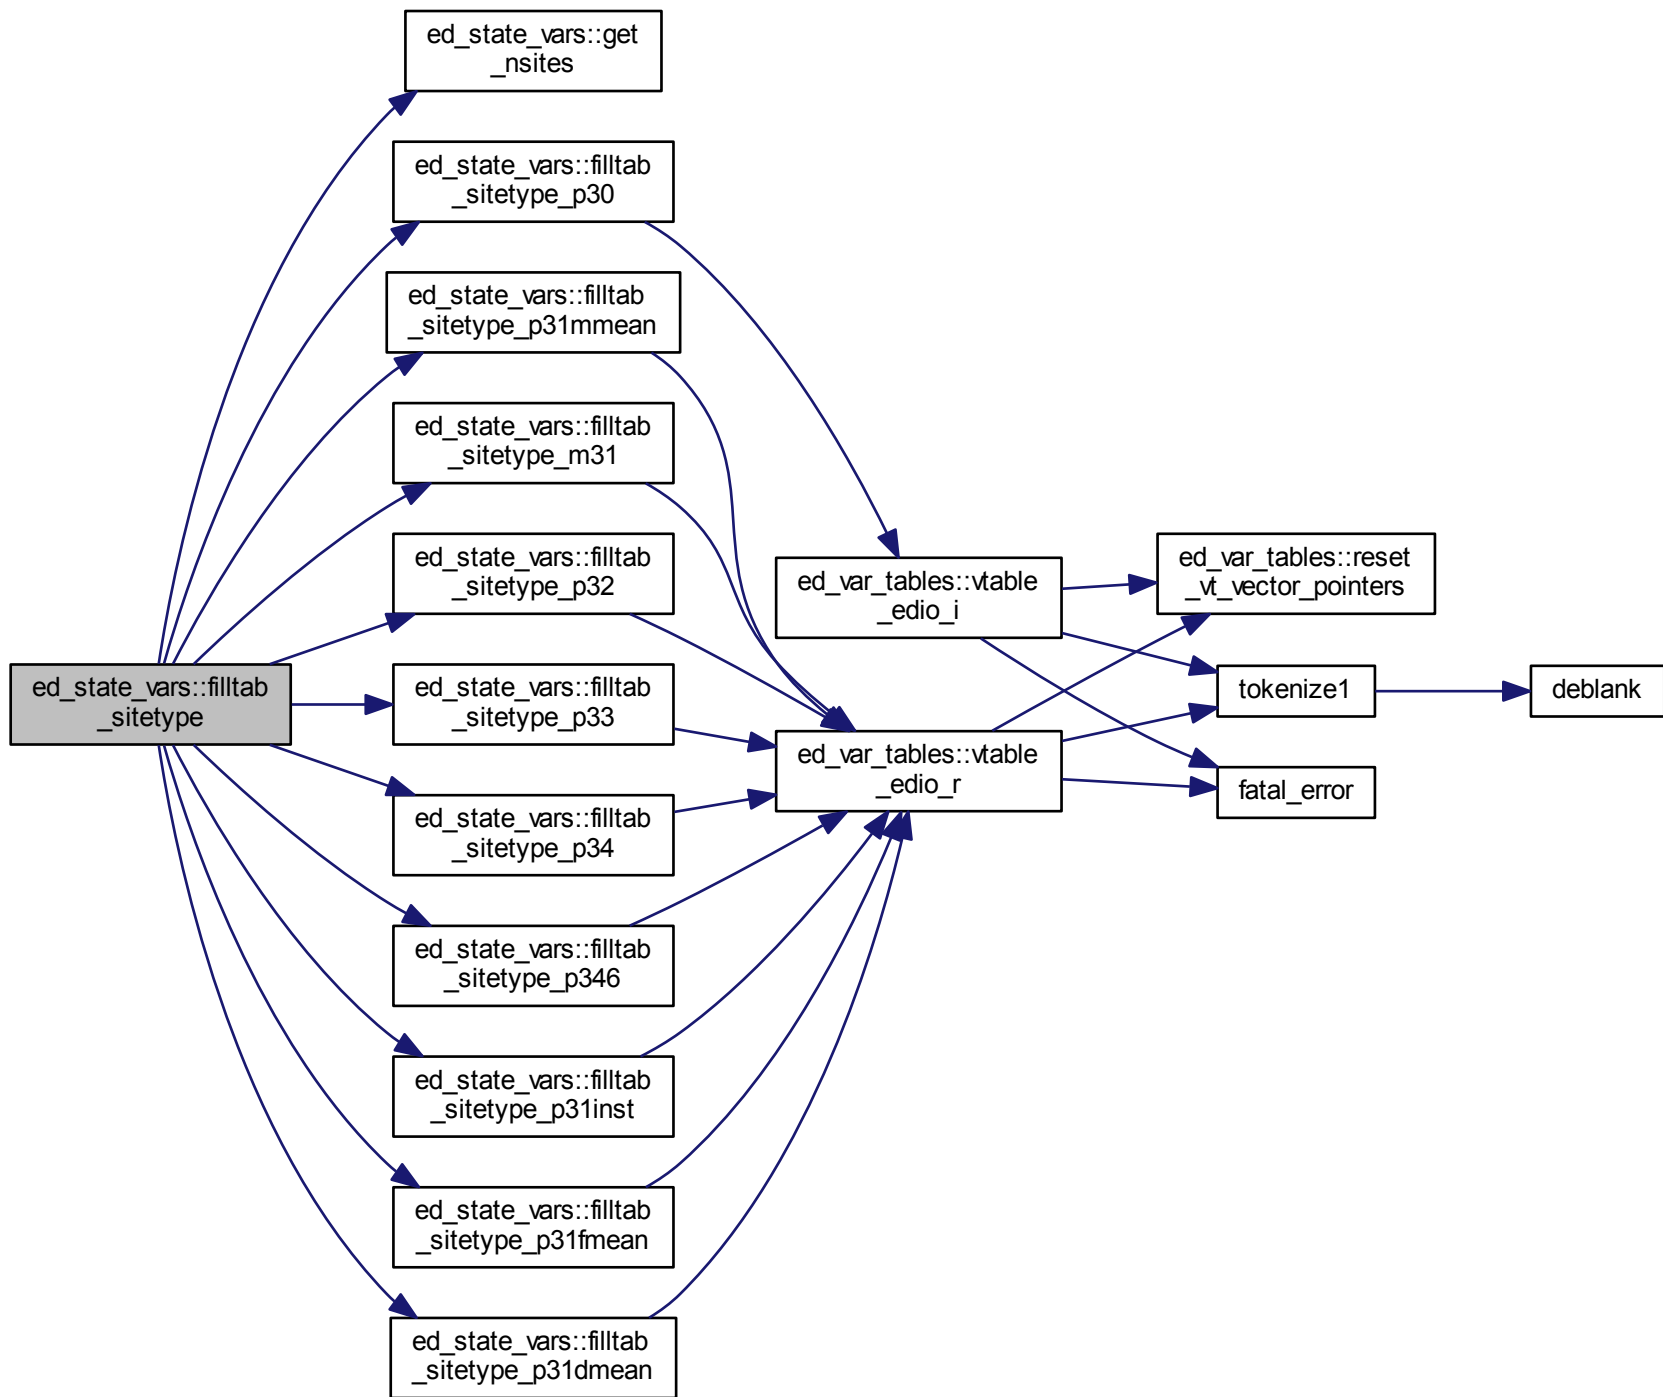 ed_state_vars::get
_nsites
ed_state_vars::filltab
_sitetype_p30
ed_state_vars::filltab
_sitetype_p31mmean
ed_state_vars::filltab
_sitetype_m31
ed_state_vars::filltab
_sitetype_p32
ed_state_vars::filltab
_sitetype
ed_state_vars::filltab
_sitetype_p33
ed_state_vars::filltab
_sitetype_p34
ed_state_vars::filltab
_sitetype_p346
ed_state_vars::filltab
_sitetype_p31inst
ed_state_vars::filltab
_sitetype_p31fmean
ed_state_vars::filltab
_sitetype_p31dmean
ed_var_tables::vtable
_edio_i
ed_var_tables::vtable
_edio_r
ed_var_tables::reset
_vt_vector_pointers
tokenize1
fatal_error
deblank